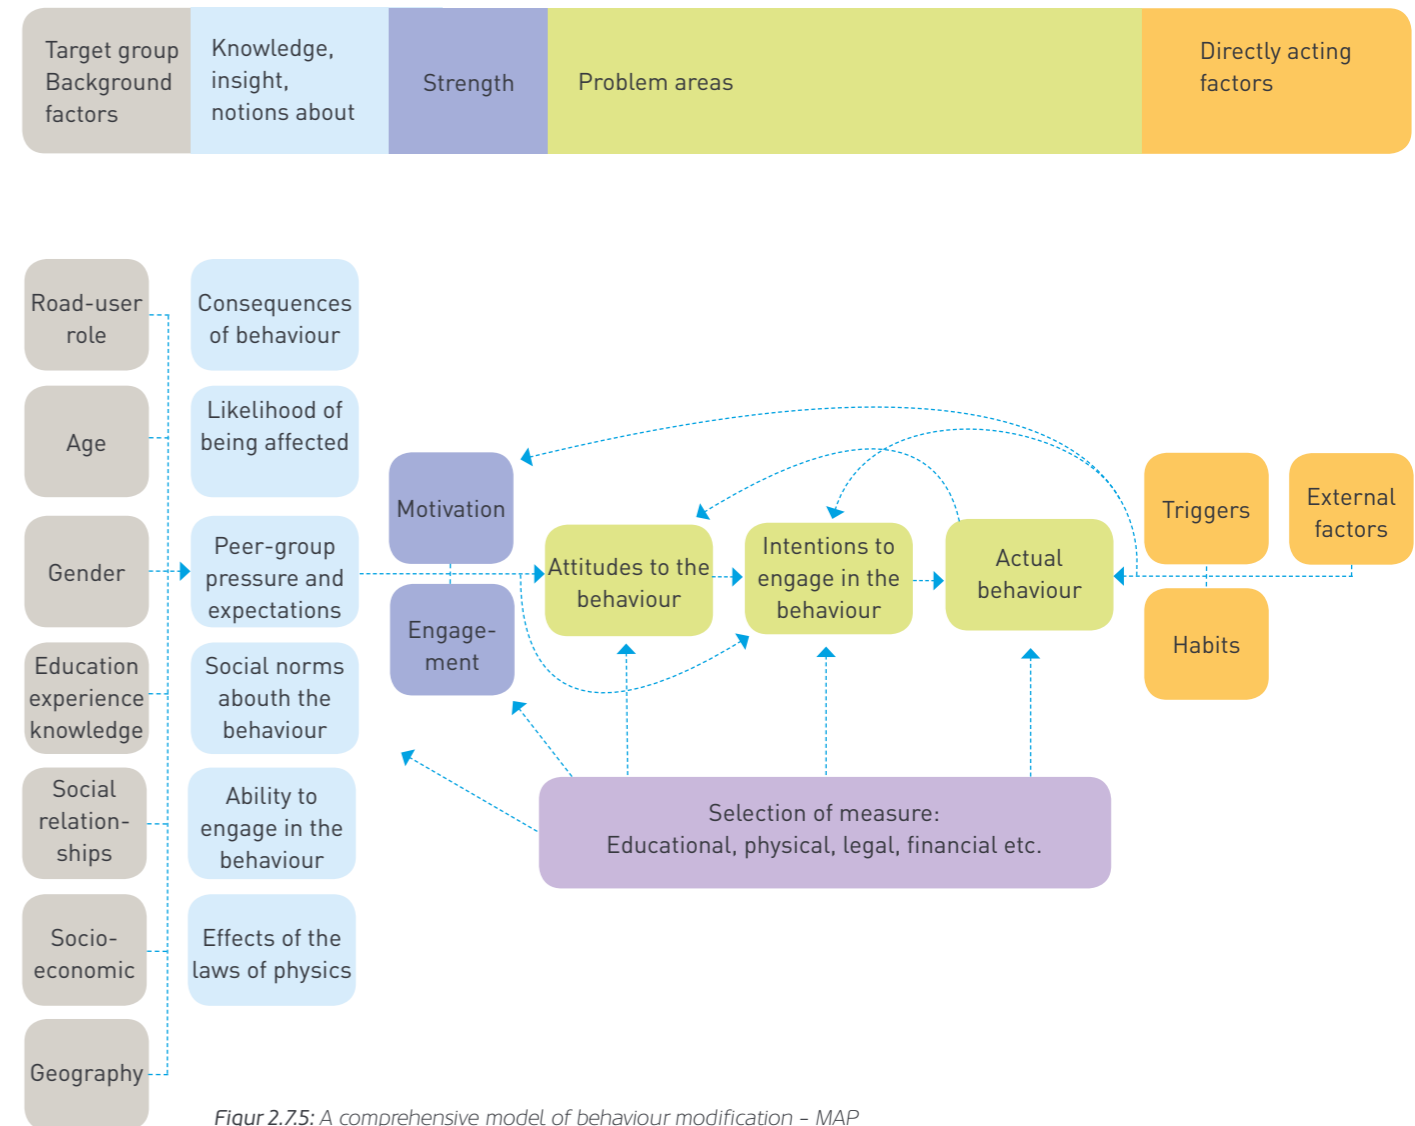 Target group
Background
factors
Knowledge,
insight,
notions about
Strength
Problem areas
Directly acting
factors
Road-user
role
Age
Gender
Education
experience
knowledge
Social
relation-
ships
Socio-
economic
Geography
Consequences
of behaviour
Likelihood of
being affected
Peer-group
pressure and
expectations
Social norms
abouth the
behaviour
Ability to
engage in the
behaviour
Effects of the
laws of physics
Motivation
Engage-
ment
Attitudes to the
behaviour
Intentions to
engage in the
behaviour
Actual
behaviour
Triggers
External
factors
Habits
Selection of measure:
Educational, physical, legal, financial etc.
Figur 2.7.5: A comprehensive model of behaviour modification – MAP